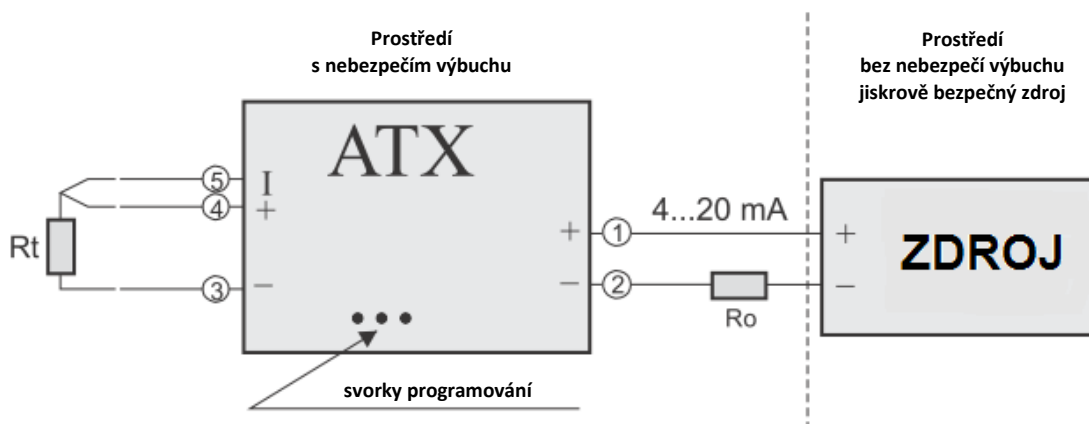 Prostředí
s nebezpečím výbuchu
Prostředí
bez nebezpečí výbuchu
jiskrově bezpečný zdroj
ATX
5
I
4
+
Rt
3
−
+
1
4...20 mA
+
ZDROJ
−
2
−
Ro
svorky programování